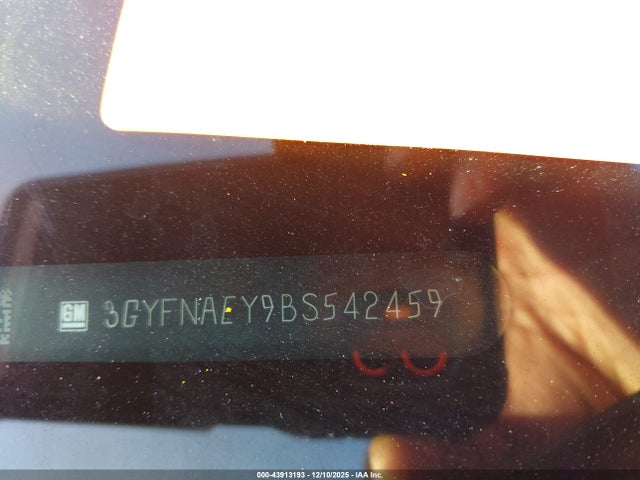 GM 3GYFNAEY9BS542459
000-43913193 - 12/10/2025 - IAA Inc.